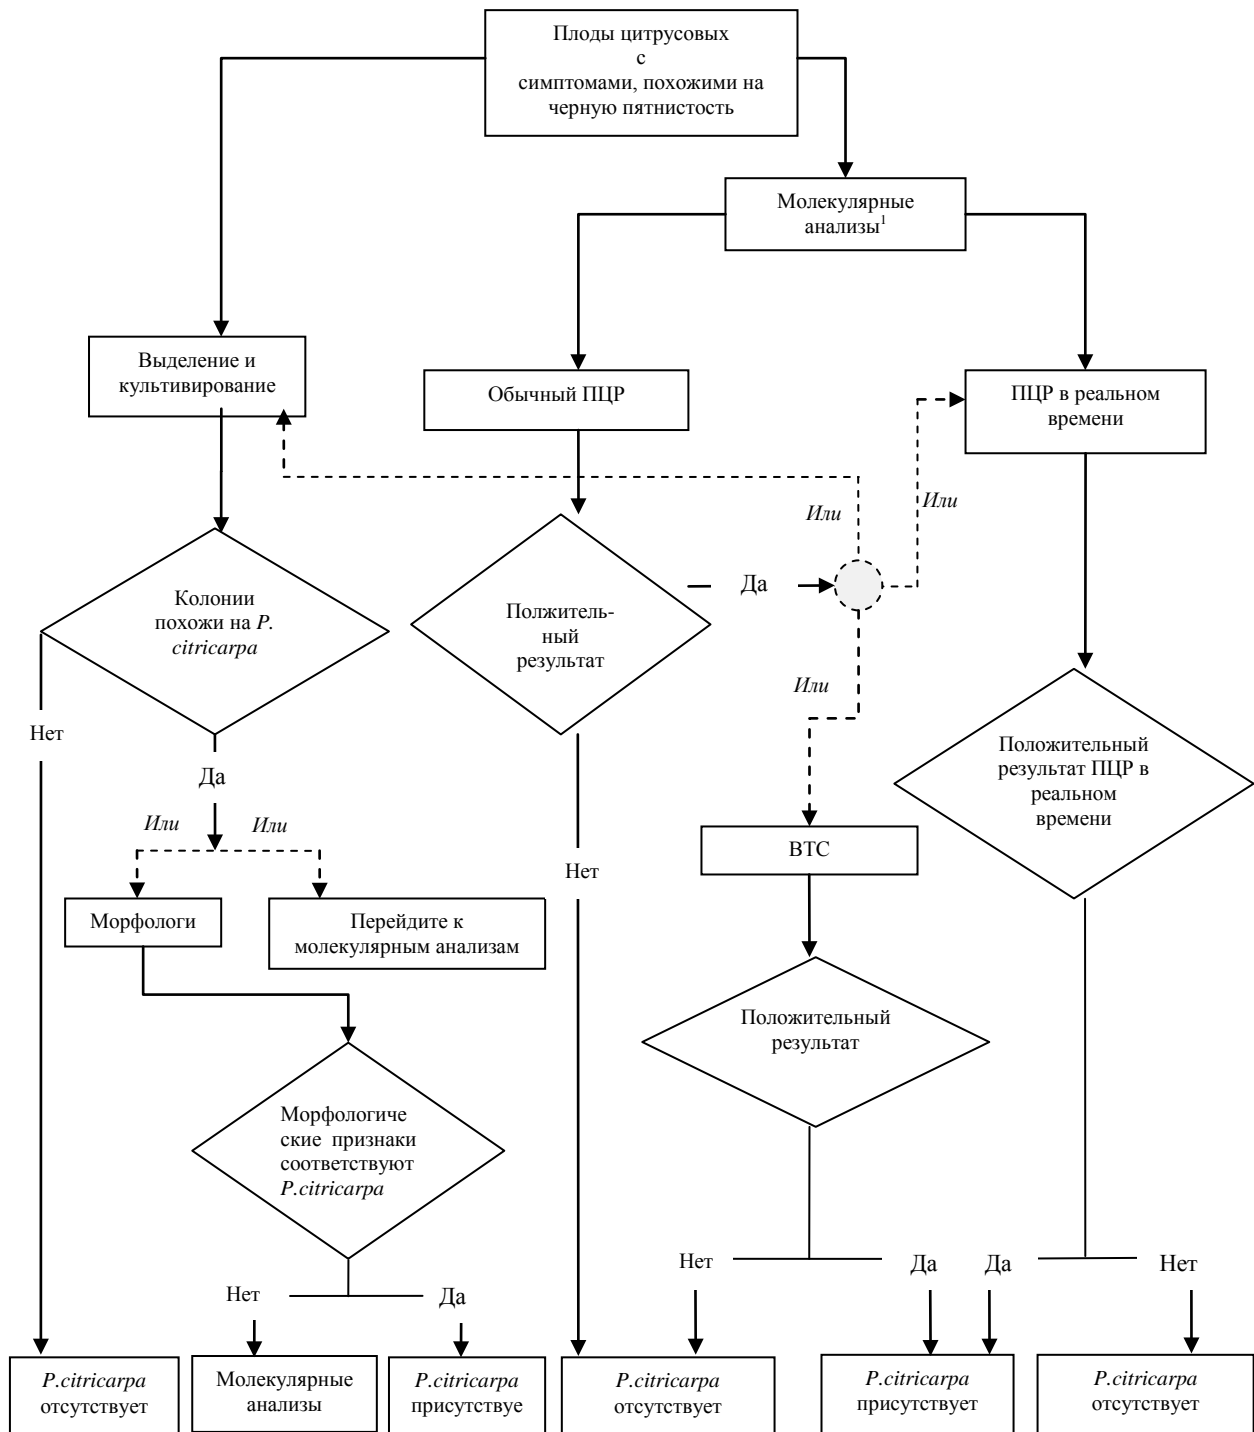 Плоды цитрусовых
с
симптомами, похожими на
черную пятнистость
Молекулярные
анализы¹
Выделение и
культивирование
Обычный ПЦР
ПЦР в реальном
времени
Или
Или
Да
Колонии
похожи на P.
citricarpa
Полжитель-
ный
результат
Или
Нет
Да
Положительный
результат ПЦР в
реальном
времени
Или
Или
ВТС
Нет
Морфологи
Перейдите к
молекулярным анализам
Положительный
результат
Морфологиче
ские признаки
соответствуют
P.citricarpa
Нет
Да
Да
Нет
Нет
Да
P.citricarpa
отсутствует
Молекулярные
анализы
P.citricarpa
присутствуе
P.citricarpa
отсутствует
P.citricarpa
присутствует
P.citricarpa
отсутствует